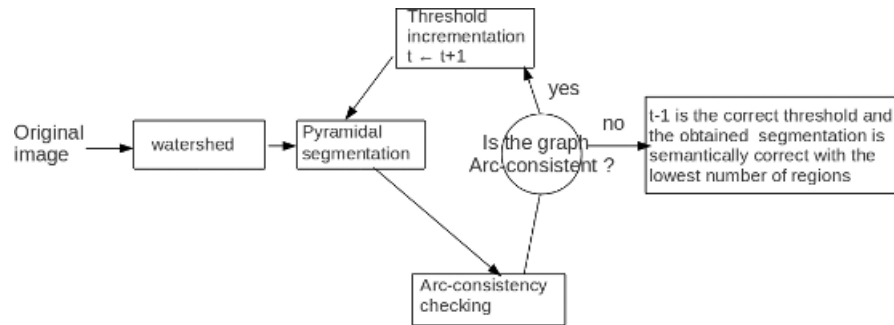 Threshold
incrementation
t ← t+1
Original
image
watershed
Pyramidal
segmentation
yes
Is the graph
Arc-consistent ?
no
t-1 is the correct threshold and
the obtained segmentation is
semantically correct with the
lowest number of regions
Arc-consistency
checking